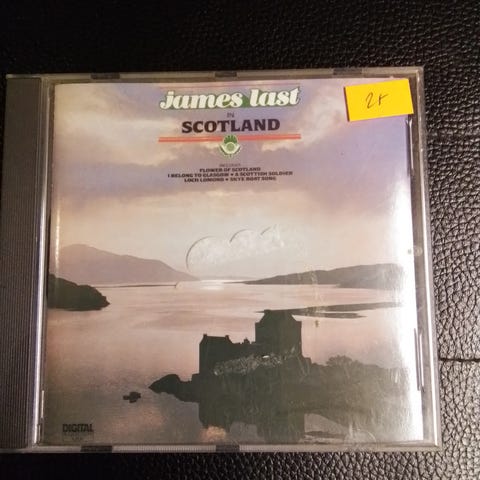 james last
IN
SCOTLAND
INCLUDES
FLOWER OF SCOTLAND
I BELONG TO GLASGOW • A SCOTTISH SOLDIER
LOCH LOMOND • SKYE BOAT SONG
DIGITAL